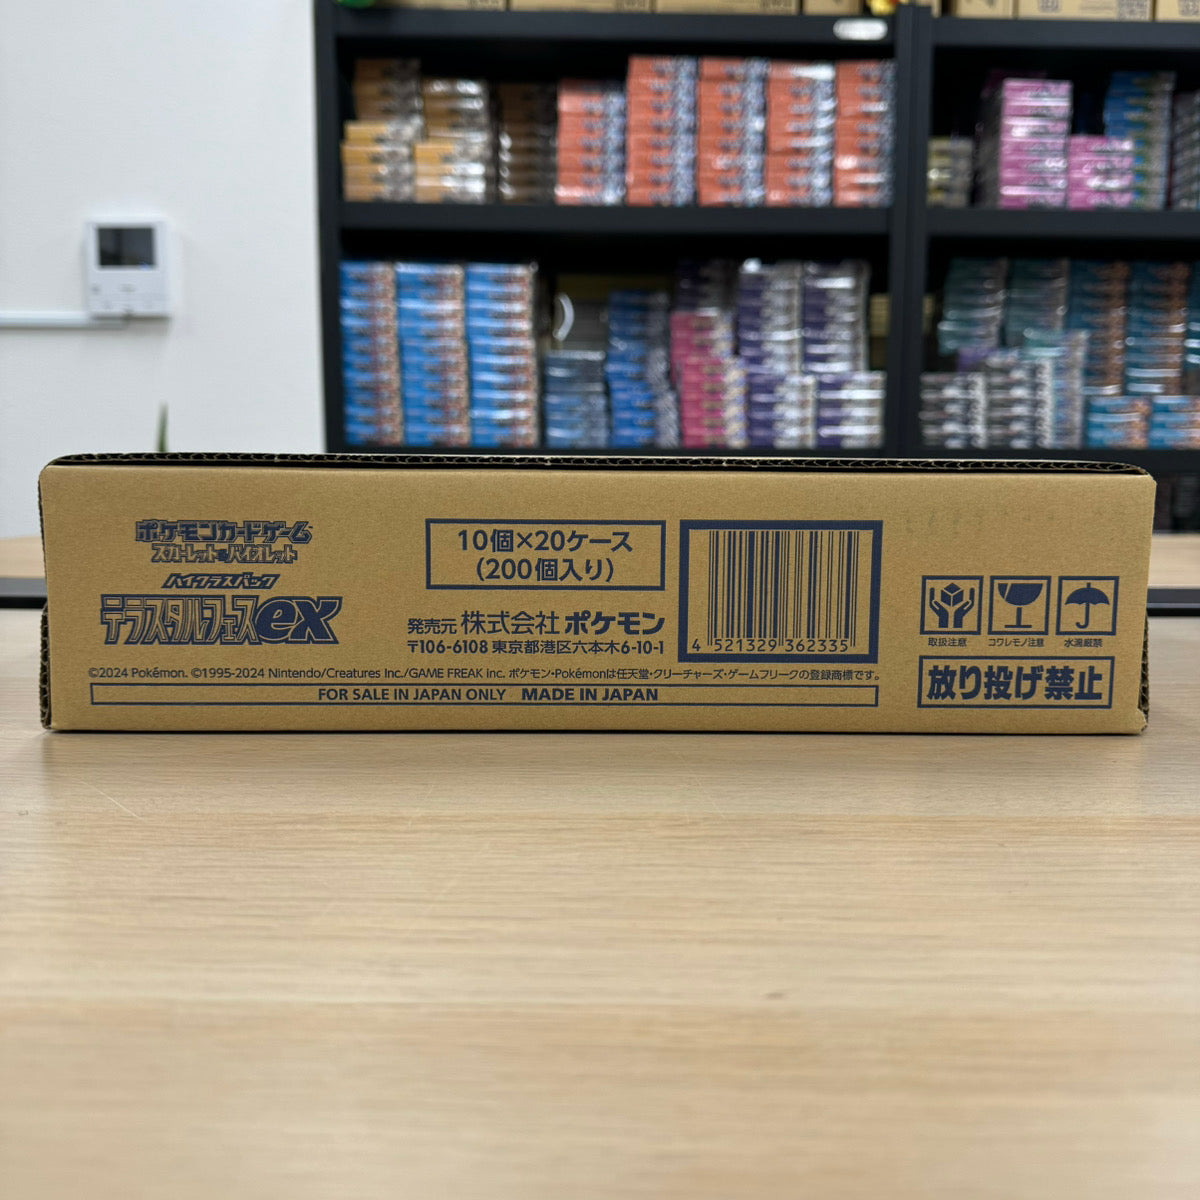 ポケモンカードゲーム
スカーレット&バイオレット
ハイクラスパック
テラスタルフェスex
10個×20ケース
(200個入り)
発売元 株式会社 ポケモン
〒106-6108 東京都港区六本木6-10-1
4 521329 362335
取扱注意
コワレモノ注意
水濡厳禁
放り投げ禁止
©2024 Pokémon. ©1995-2024 Nintendo/Creatures Inc./GAME FREAK inc. ポケモン・Pokémonは任天堂・クリーチャーズ・ゲームフリークの登録商標です。
FOR SALE IN JAPAN ONLY MADE IN JAPAN